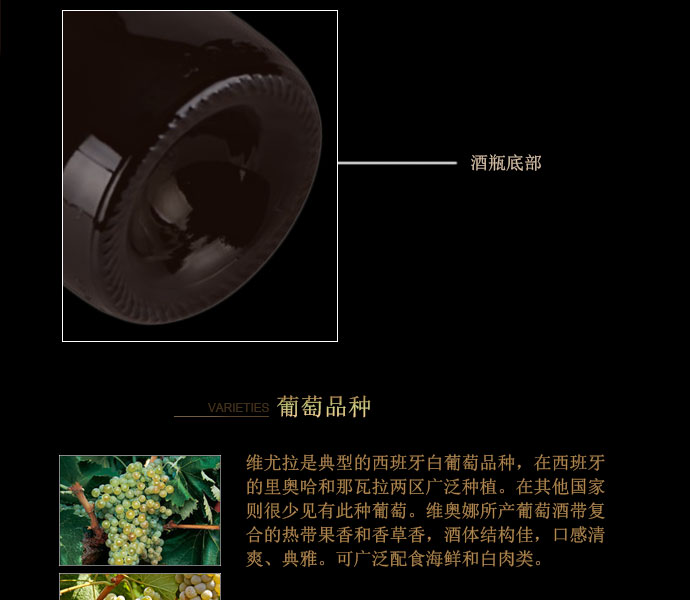 酒瓶底部
VARIETIES 葡萄品种
维尤拉是典型的西班牙白葡萄品种，在西班牙
的里奥哈和那瓦拉两区广泛种植。在其他国家
则很少见有此种葡萄。维奥娜所产葡萄酒带复
合的热带果香和香草香，酒体结构佳，口感清
爽、典雅。可广泛配食海鲜和白肉类。